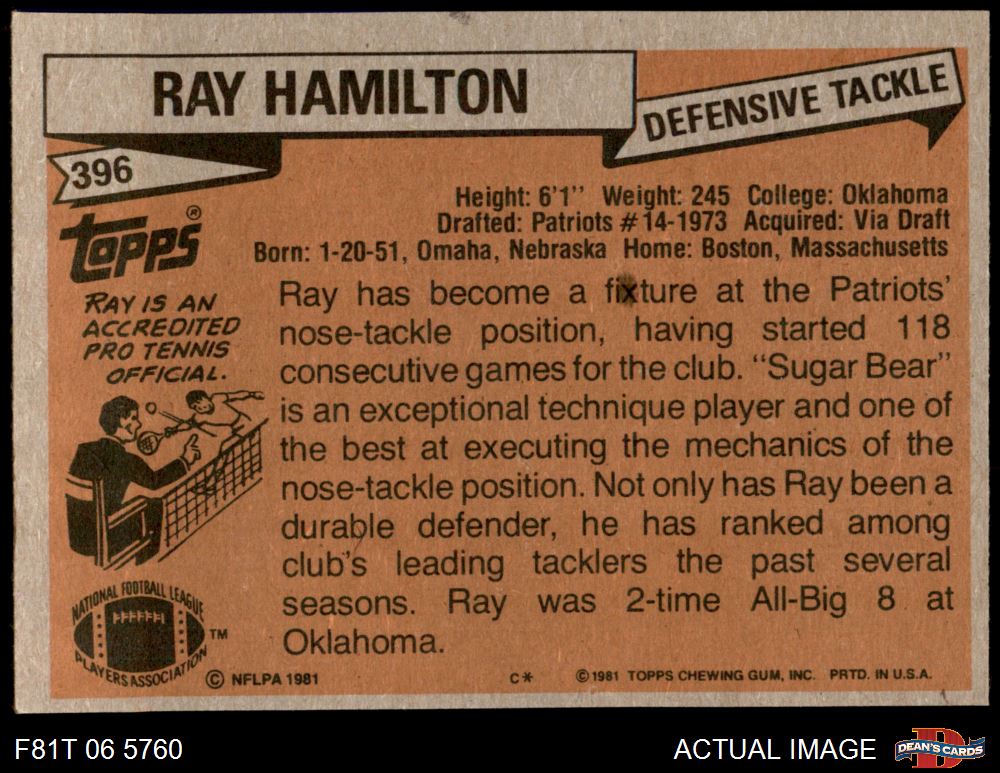 RAY HAMILTON
DEFENSIVE TACKLE
396
Height: 6'1'' Weight: 245 College: Oklahoma
Drafted: Patriots #14-1973 Acquired: Via Draft
Born: 1-20-51, Omaha, Nebraska Home: Boston, Massachusetts
Topps®
RAY IS AN
ACCREDITED
PRO TENNIS
OFFICIAL.
Ray has become a fixture at the Patriots'
nose-tackle position, having started 118
consecutive games for the club. "Sugar Bear"
is an exceptional technique player and one of
the best at executing the mechanics of the
nose-tackle position. Not only has Ray been a
durable defender, he has ranked among
club's leading tacklers the past several
seasons. Ray was 2-time All-Big 8 at
Oklahoma.
NATIONAL FOOTBALL LEAGUE
PLAYERS ASSOCIATION
TM
© NFLPA 1981
C*
©1981 TOPPS CHEWING GUM, INC. PRTD. IN U.S.A.
F81T 06 5760
ACTUAL IMAGE
D
DEAN'S CARDS